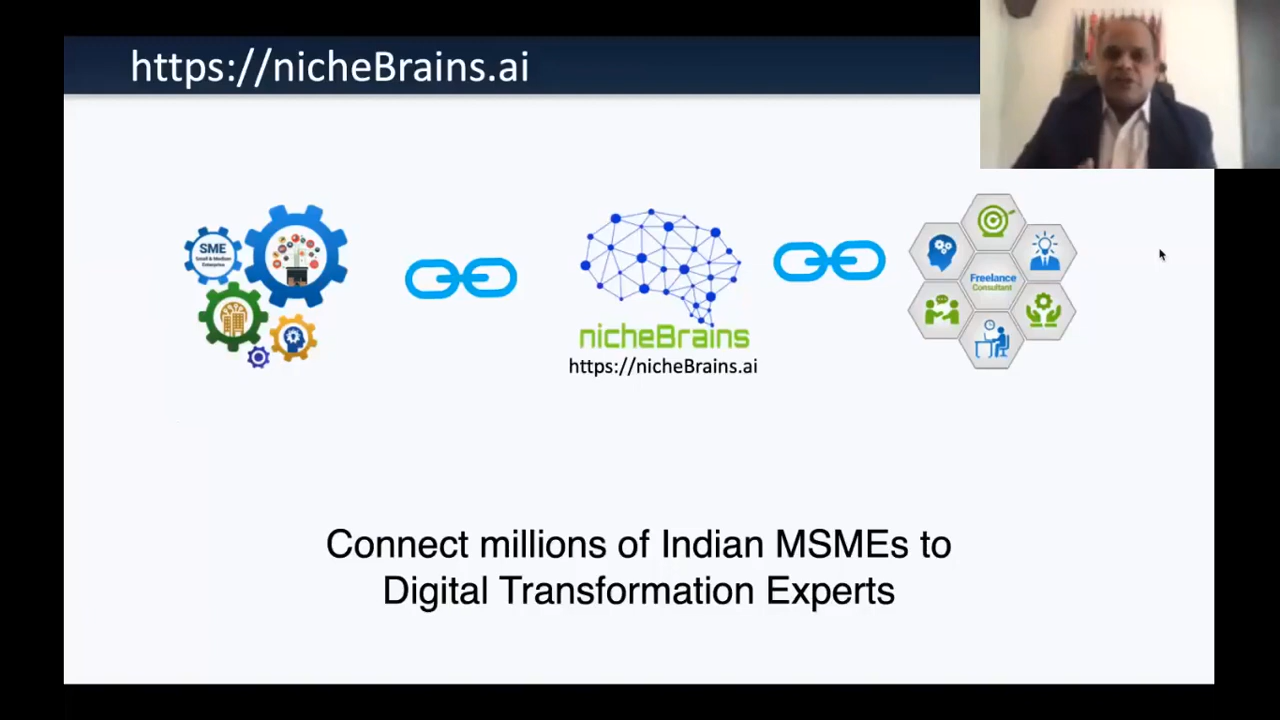 https://nicheBrains.ai
SME
Small & Medium
Enterprise
nicheBrains
https://nicheBrains.ai
Freelance
Consultant
Connect millions of Indian MSMEs to
Digital Transformation Experts